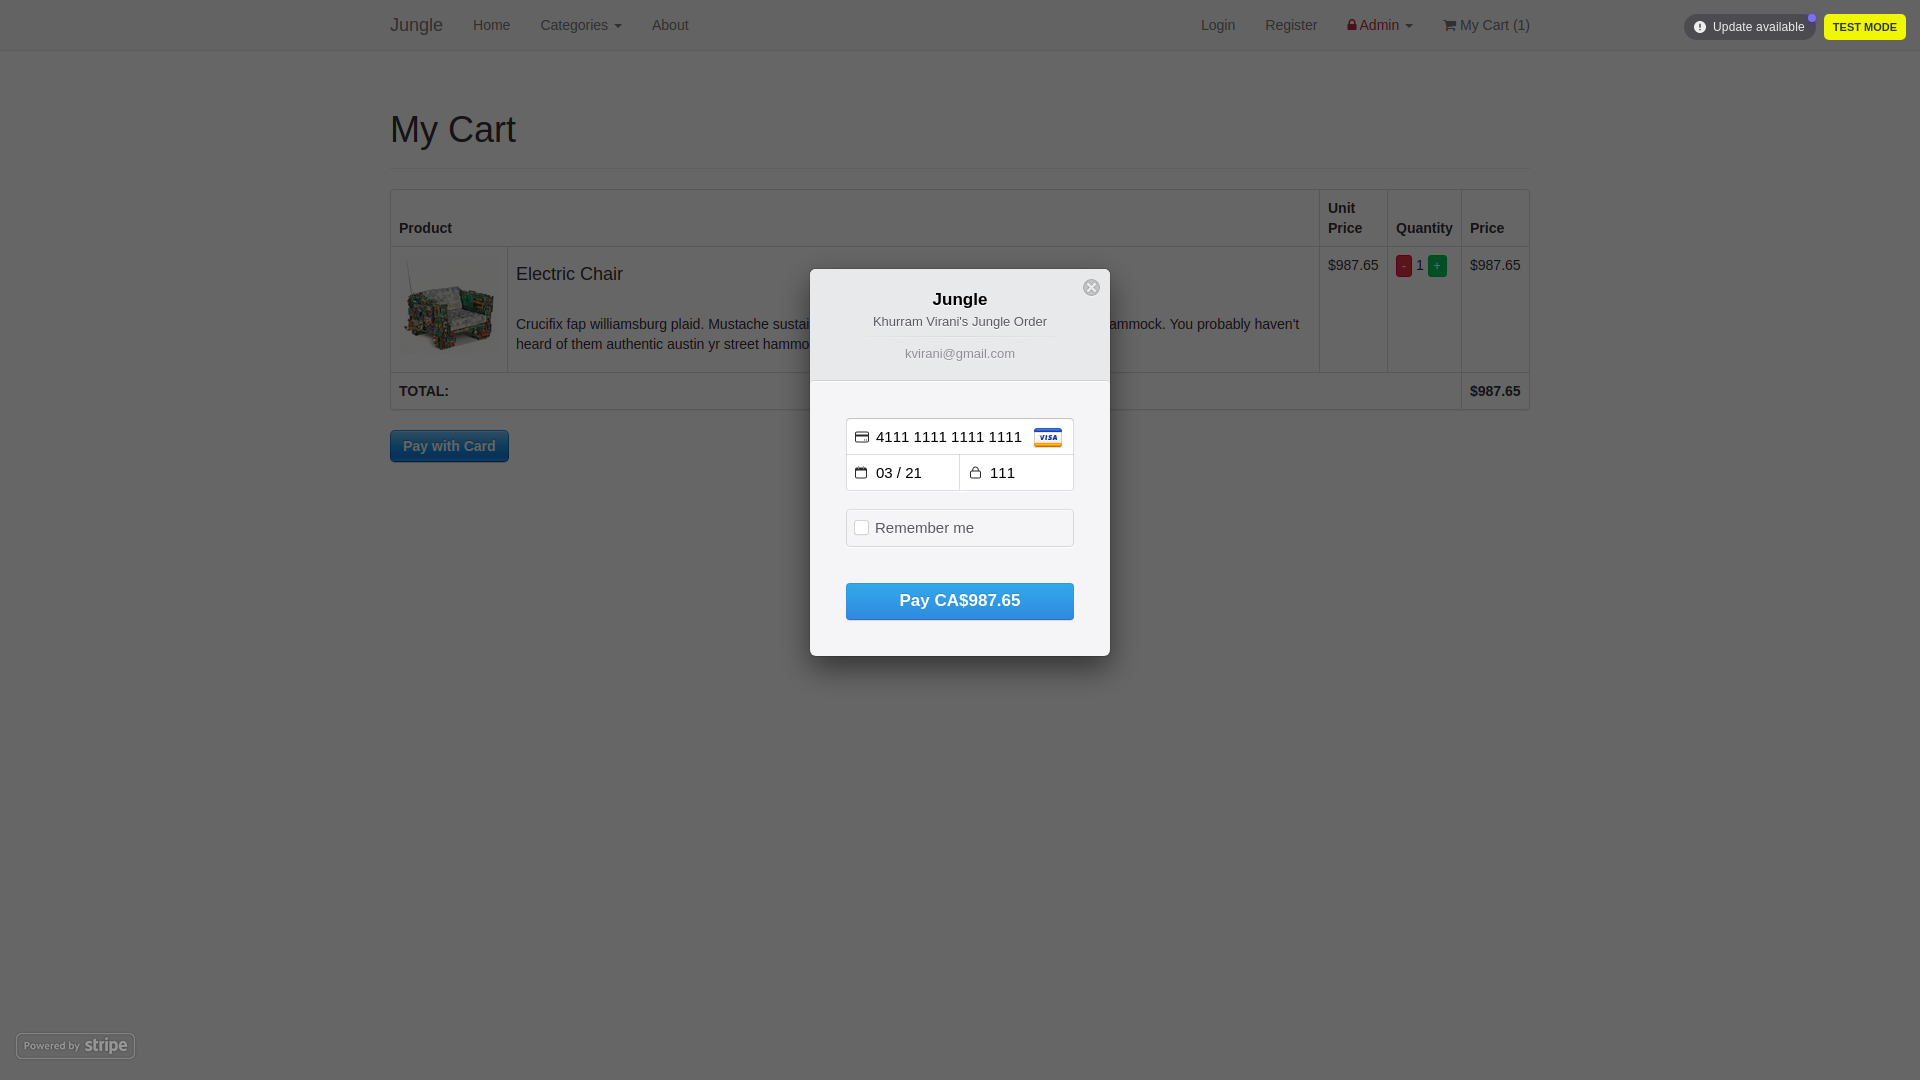 Jungle Home Categories About Login Register Admin My Cart (1) Update available TEST MODE
My Cart
Product Unit Price Quantity Price
Electric Chair $987.65 - 1 + $987.65
Crucifix fap williamsburg plaid. Mustache sustai ammock. You probably haven't
heard of them authentic austin yr street hammo
TOTAL: $987.65
Pay with Card
Jungle
Khurram Virani's Jungle Order
kvirani@gmail.com
4111 1111 1111 1111 VISA
03 / 21 111
Remember me
Pay CA$987.65
Powered by stripe